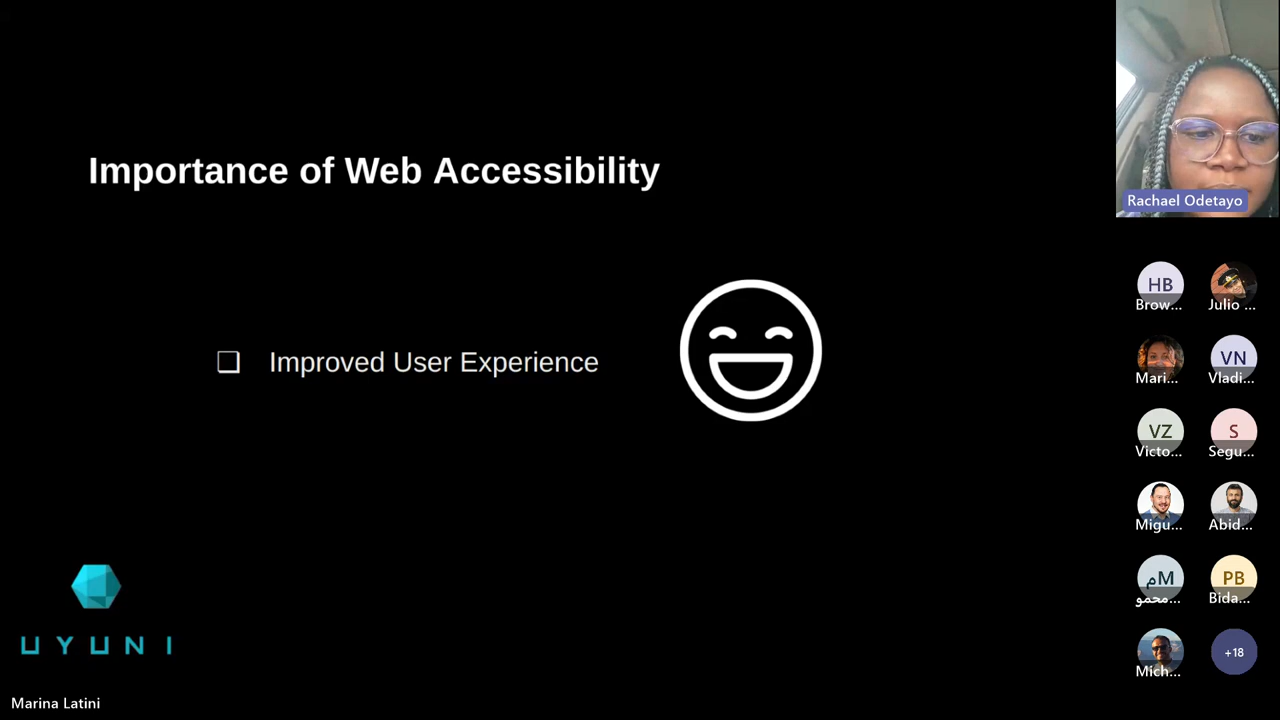 Importance of Web Accessibility
❏ Improved User Experience
UYUNI
Marina Latini
Rachael Odetayo
HB
Brow...
Julio ...
Mari...
VN
Vladi...
VZ
Victo...
S
Segu...
Migu...
Abid...
مM
محمو...
PB
Bida...
Mich...
+18